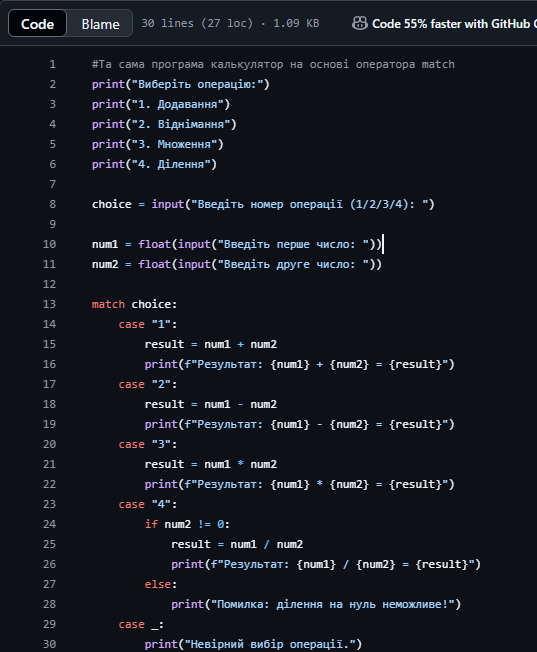 Code Blame 30 lines (27 loc) · 1.09 KB Code 55% faster with GitHub
1 #Та сама програма калькулятор на основі оператора match
2 print("Виберіть операцію:")
3 print("1. Додавання")
4 print("2. Віднімання")
5 print("3. Множення")
6 print("4. Ділення")
7
8 choice = input("Введіть номер операції (1/2/3/4): ")
9
10 num1 = float(input("Введіть перше число: "))
11 num2 = float(input("Введіть друге число: "))
12
13 match choice:
14     case "1":
15         result = num1 + num2
16         print(f"Результат: {num1} + {num2} = {result}")
17     case "2":
18         result = num1 - num2
19         print(f"Результат: {num1} - {num2} = {result}")
20     case "3":
21         result = num1 * num2
22         print(f"Результат: {num1} * {num2} = {result}")
23     case "4":
24         if num2 != 0:
25             result = num1 / num2
26             print(f"Результат: {num1} / {num2} = {result}")
27         else:
28             print("Помилка: ділення на нуль неможливе!")
29     case _:
30         print("Невірний вибір операції.")